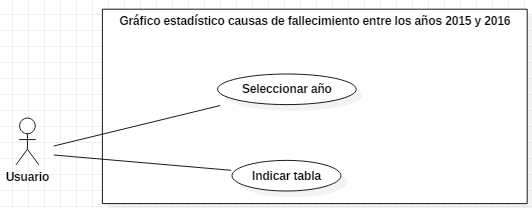 Gráfico estadístico causas de fallecimiento entre los años 2015 y 2016
Seleccionar año
Usuario
Indicar tabla